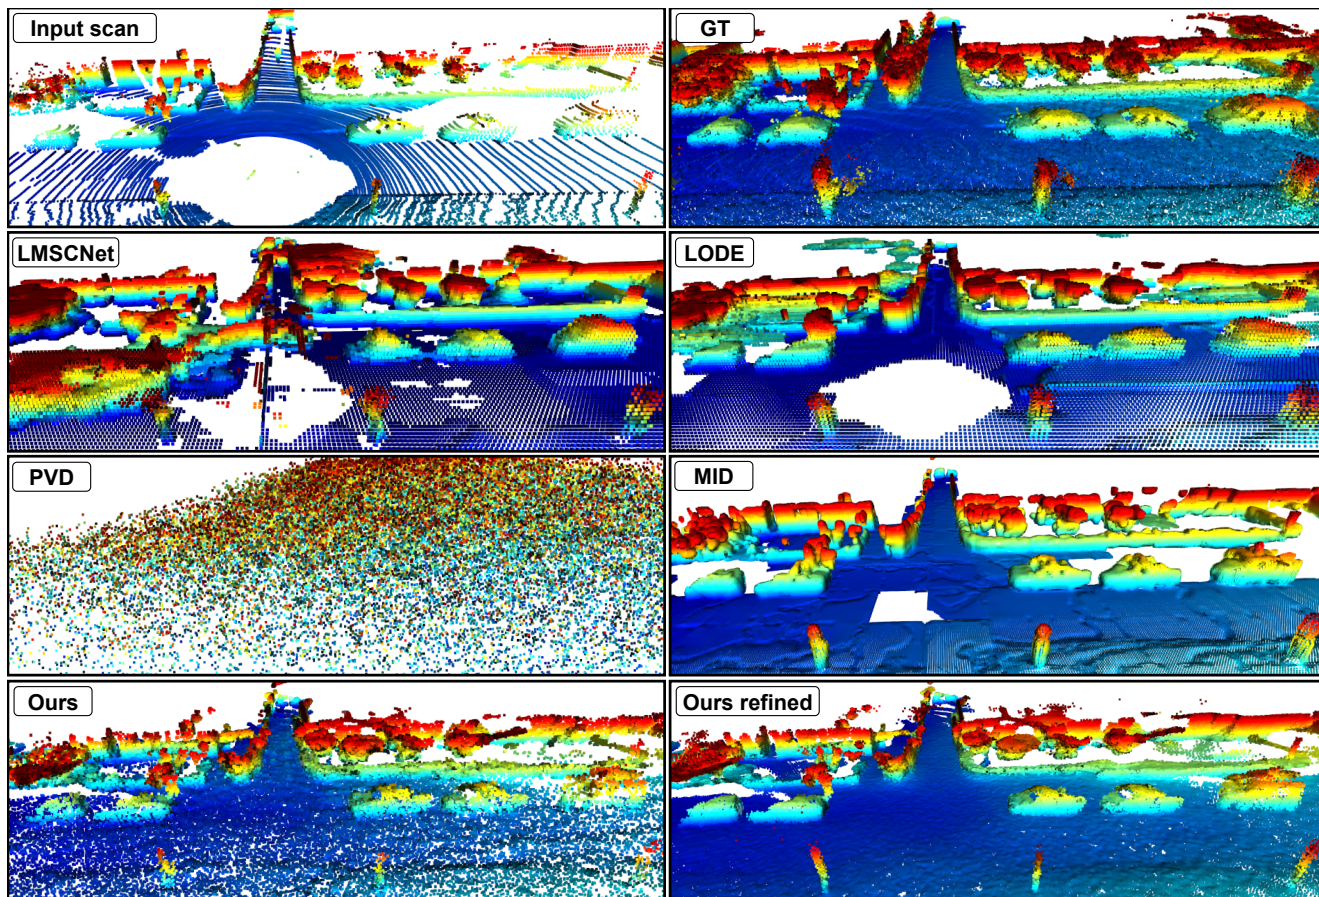 Input scan
GT
LMSCNet
LODE
PVD
MID
Ours
Ours refined